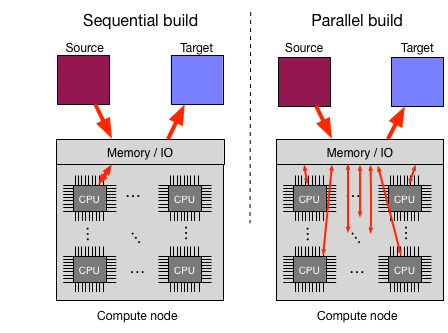 Sequential build
Parallel build
Source
Target
Source
Target
Memory / IO
Memory / IO
CPU
...
CPU
CPU
...
CPU
...
...
...
...
...
...
CPU
...
CPU
CPU
...
CPU
Compute node
Compute node